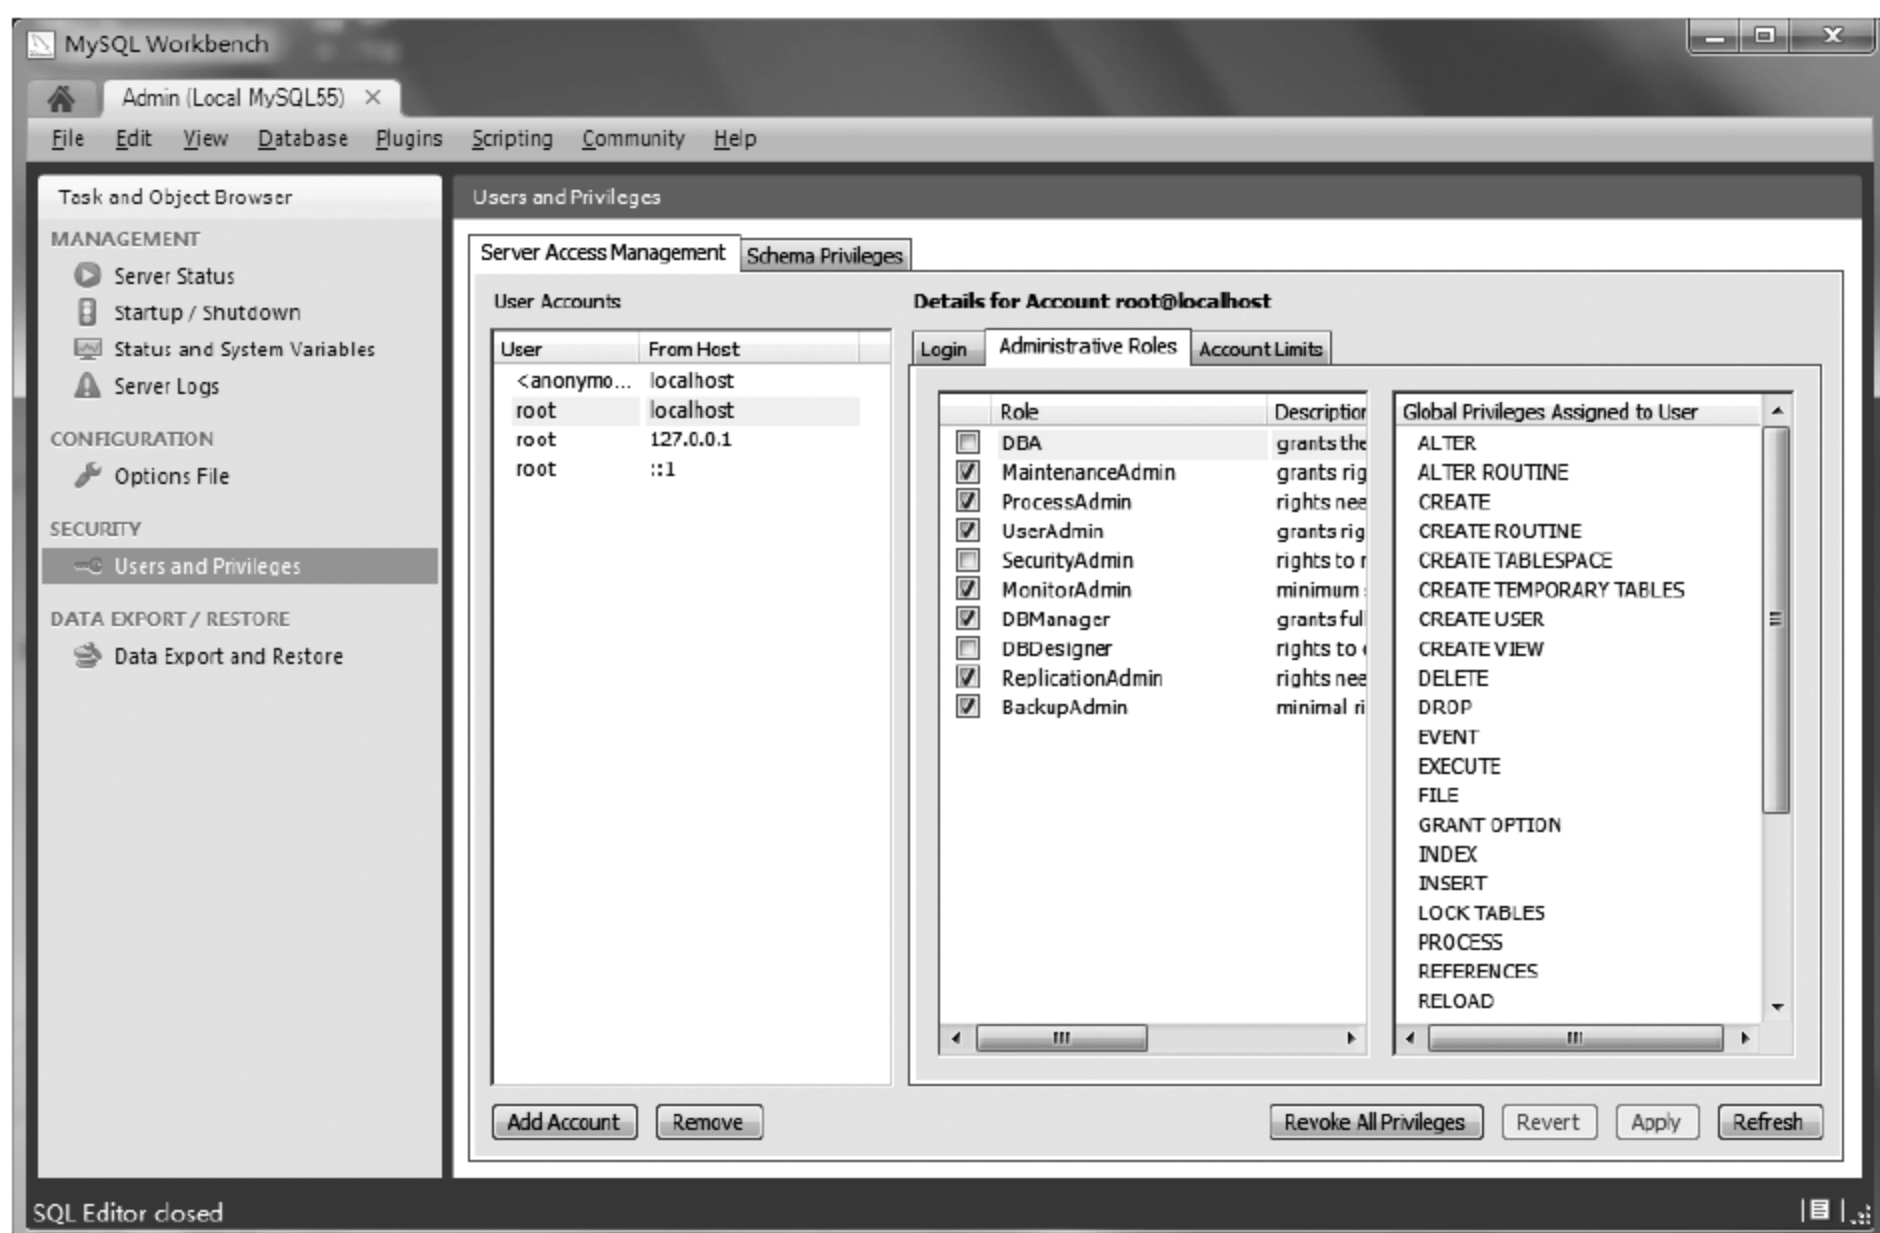 MySQL Workbench
Admin (Local MySQL55)
File Edit View Database Plugins Scripting Community Help
Task and Object Browser
MANAGEMENT
Server Status
Startup / Shutdown
Status and System Variables
Server Logs
CONFIGURATION
Options File
SECURITY
Users and Privileges
DATA EXPORT / RESTORE
Data Export and Restore
Users and Privileges
Server Access Management Schema Privileges
User Accounts
User From Host
<anonymo... localhost
root localhost
root 127.0.0.1
root ::1
Add Account Remove
Details for Account root@localhost
Login Administrative Roles Account Limits
Role Description
DBA grants the
MaintenanceAdmin grants rig
ProcessAdmin rights nee
UserAdmin grants rig
SecurityAdmin rights to r
MonitorAdmin minimum
DBManager grants full
DBDesigner rights to
ReplicationAdmin rights nee
BackupAdmin minimal ri
Global Privileges Assigned to User
ALTER
ALTER ROUTINE
CREATE
CREATE ROUTINE
CREATE TABLESPACE
CREATE TEMPORARY TABLES
CREATE USER
CREATE VIEW
DELETE
DROP
EVENT
EXECUTE
FILE
GRANT OPTION
INDEX
INSERT
LOCK TABLES
PROCESS
REFERENCES
RELOAD
Revoke All Privileges Revert Apply Refresh
SQL Editor closed